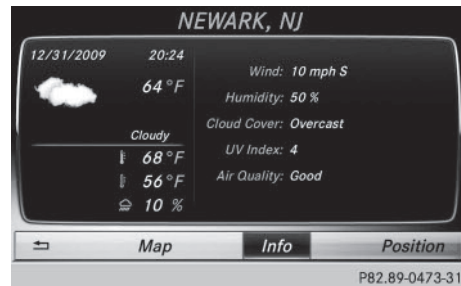 NEWARK, NJ
12/31/2009 20:24
64°F
Cloudy
68°F
56°F
10 %
Wind: 10 mph S
Humidity: 50 %
Cloud Cover: Overcast
UV Index: 4
Air Quality: Good
Map Info Position
P82.89-0473-31